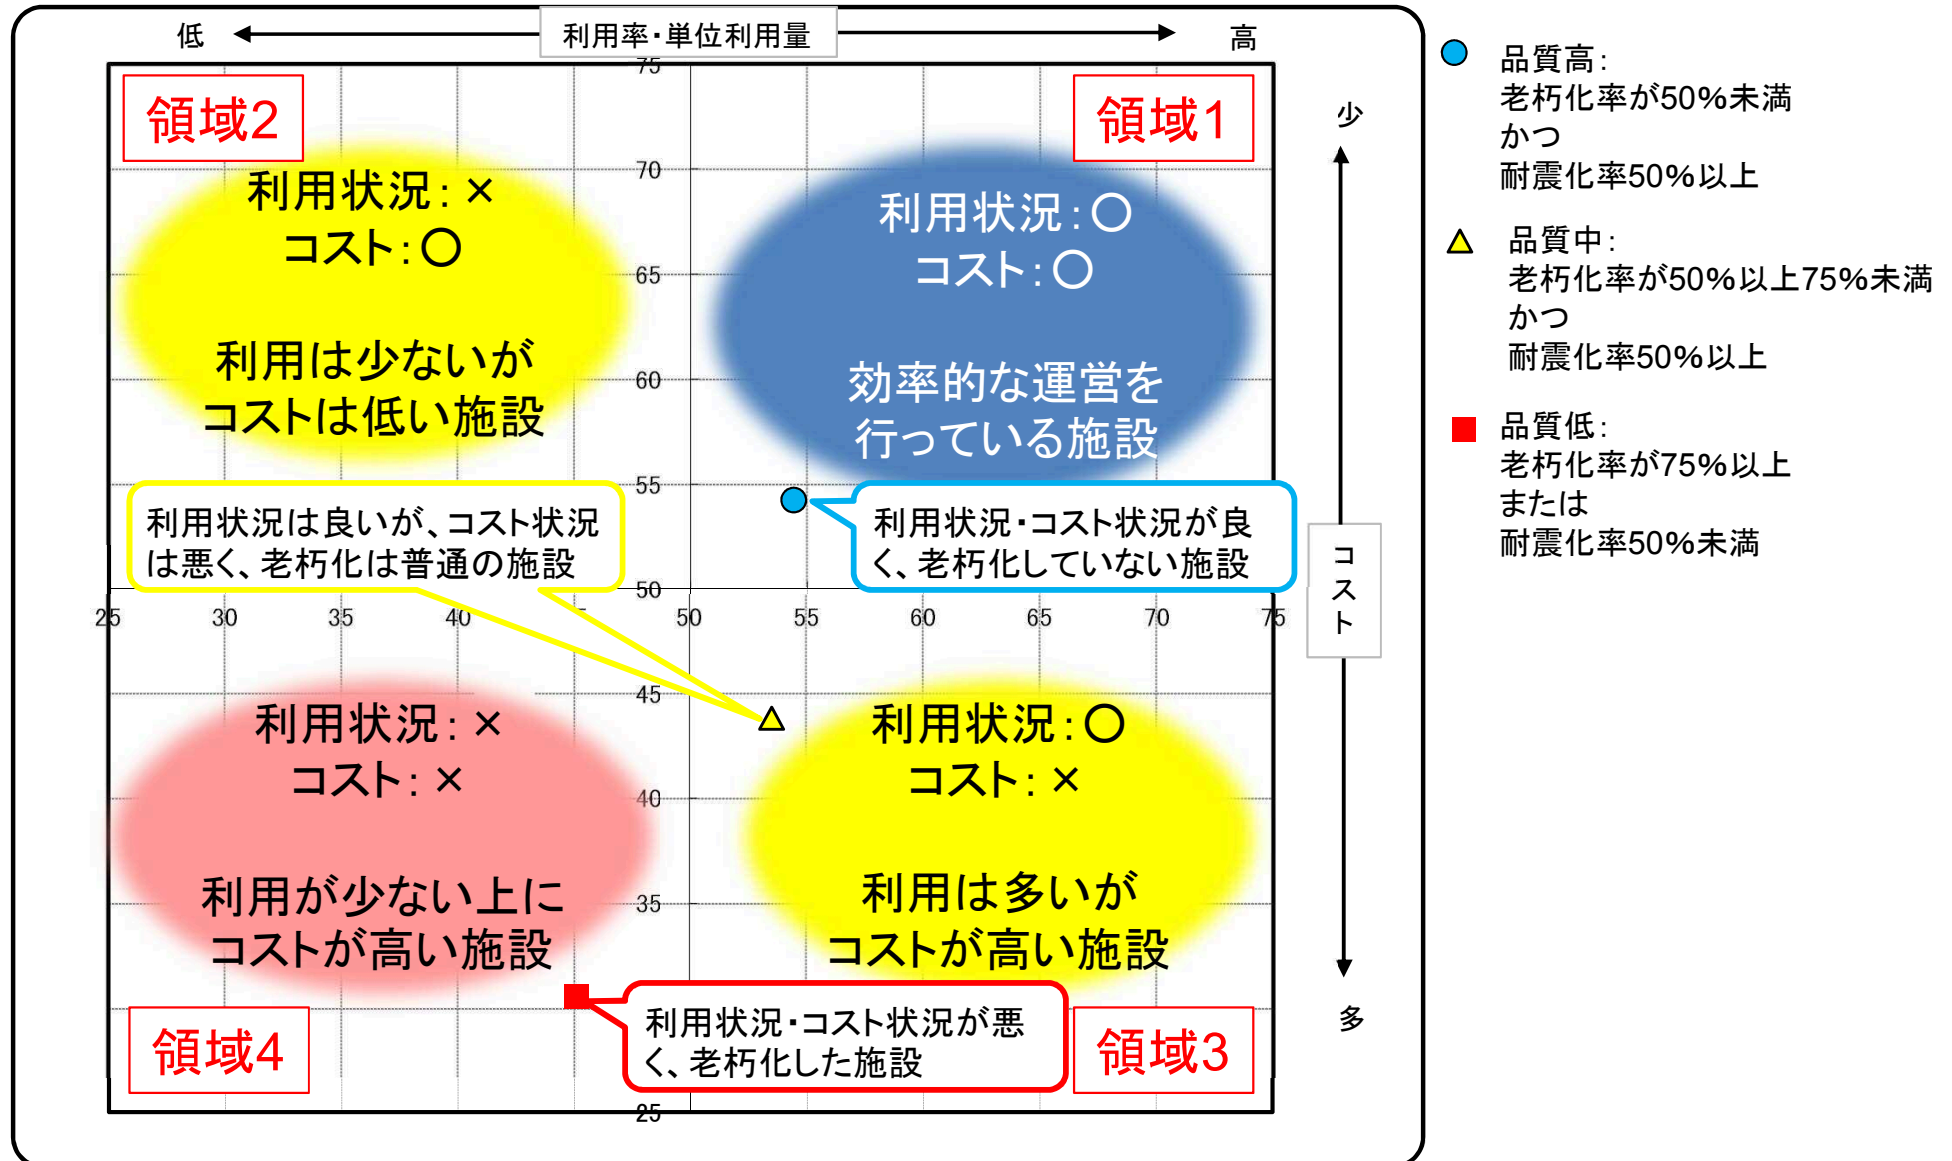 低
利用率・単位利用量
高
領域2
領域1
利用状況：×
コスト：〇
利用は少ないが
コストは低い施設
利用状況：〇
コスト：〇
効率的な運営を
行っている施設
利用状況は良いが、コスト状況
は悪く、老朽化は普通の施設
利用状況・コスト状況が良
く、老朽化していない施設
75
70
65
60
55
50
25
30
35
40
50
55
60
65
70
75
45
40
35
25
利用状況：×
コスト：×
利用が少ない上に
コストが高い施設
利用状況：〇
コスト：×
利用は多いが
コストが高い施設
利用状況・コスト状況が悪
く、老朽化した施設
領域4
領域3
少
コスト
多
品質高：
老朽化率が50%未満
かつ
耐震化率50%以上
品質中：
老朽化率が50%以上75%未満
かつ
耐震化率50%以上
品質低：
老朽化率が75%以上
または
耐震化率50%未満